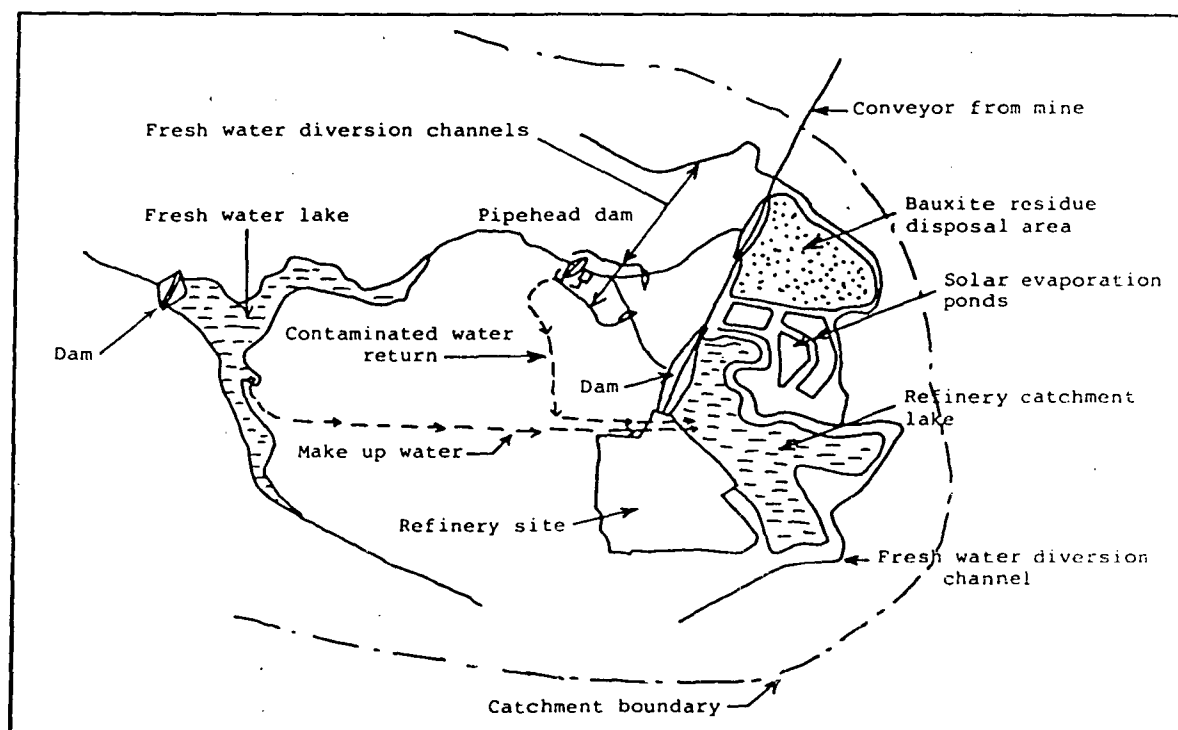 Conveyor from mine
Fresh water diversion channels
Fresh water lake
Pipehead dam
Bauxite residue
disposal area
Solar evaporation
ponds
Contaminated water
return
Dam
Dam
Refinery catchment
lake
Make up water
Refinery site
Fresh water diversion
channel
Catchment boundary